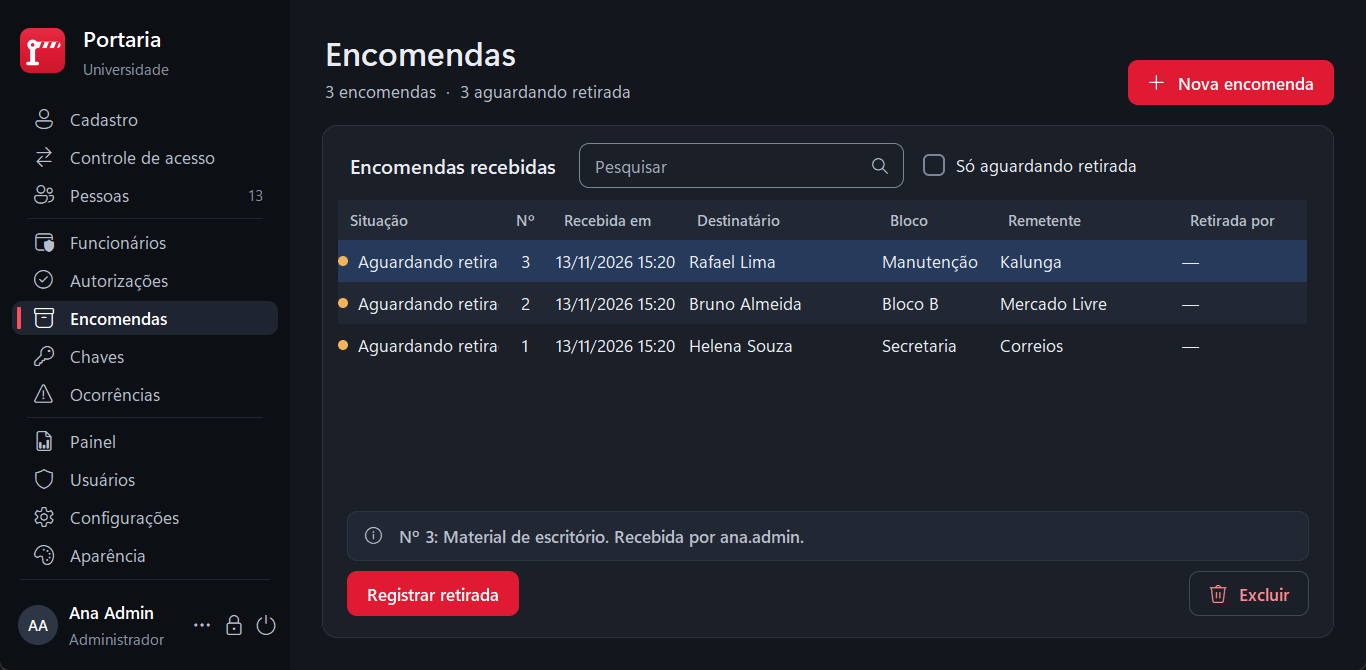 Portaria
Universidade
Cadastro
Controle de acesso
Pessoas 13
Funcionários
Autorizações
Encomendas
Chaves
Ocorrências
Painel
Usuários
Configurações
Aparência
AA
Ana Admin
Administrador
Encomendas
3 encomendas · 3 aguardando retirada
+ Nova encomenda
Encomendas recebidas
Pesquisar
Só aguardando retirada
Situação Nº Recebida em Destinatário Bloco Remetente Retirada por
Aguardando retira 3 13/11/2026 15:20 Rafael Lima Manutenção Kalunga —
Aguardando retira 2 13/11/2026 15:20 Bruno Almeida Bloco B Mercado Livre —
Aguardando retira 1 13/11/2026 15:20 Helena Souza Secretaria Correios —
Nº 3: Material de escritório. Recebida por ana.admin.
Registrar retirada
Excluir